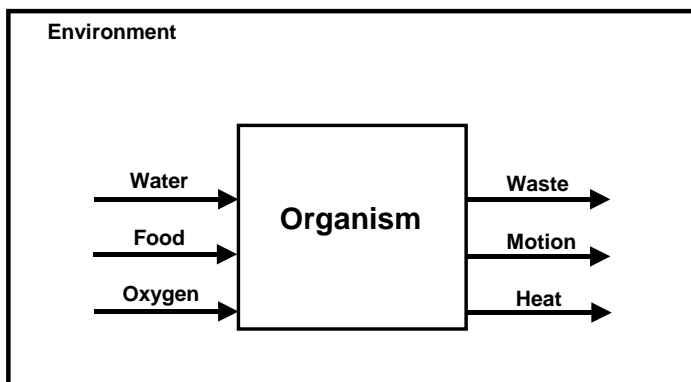 Environment
Water
Food
Oxygen
Organism
Waste
Motion
Heat